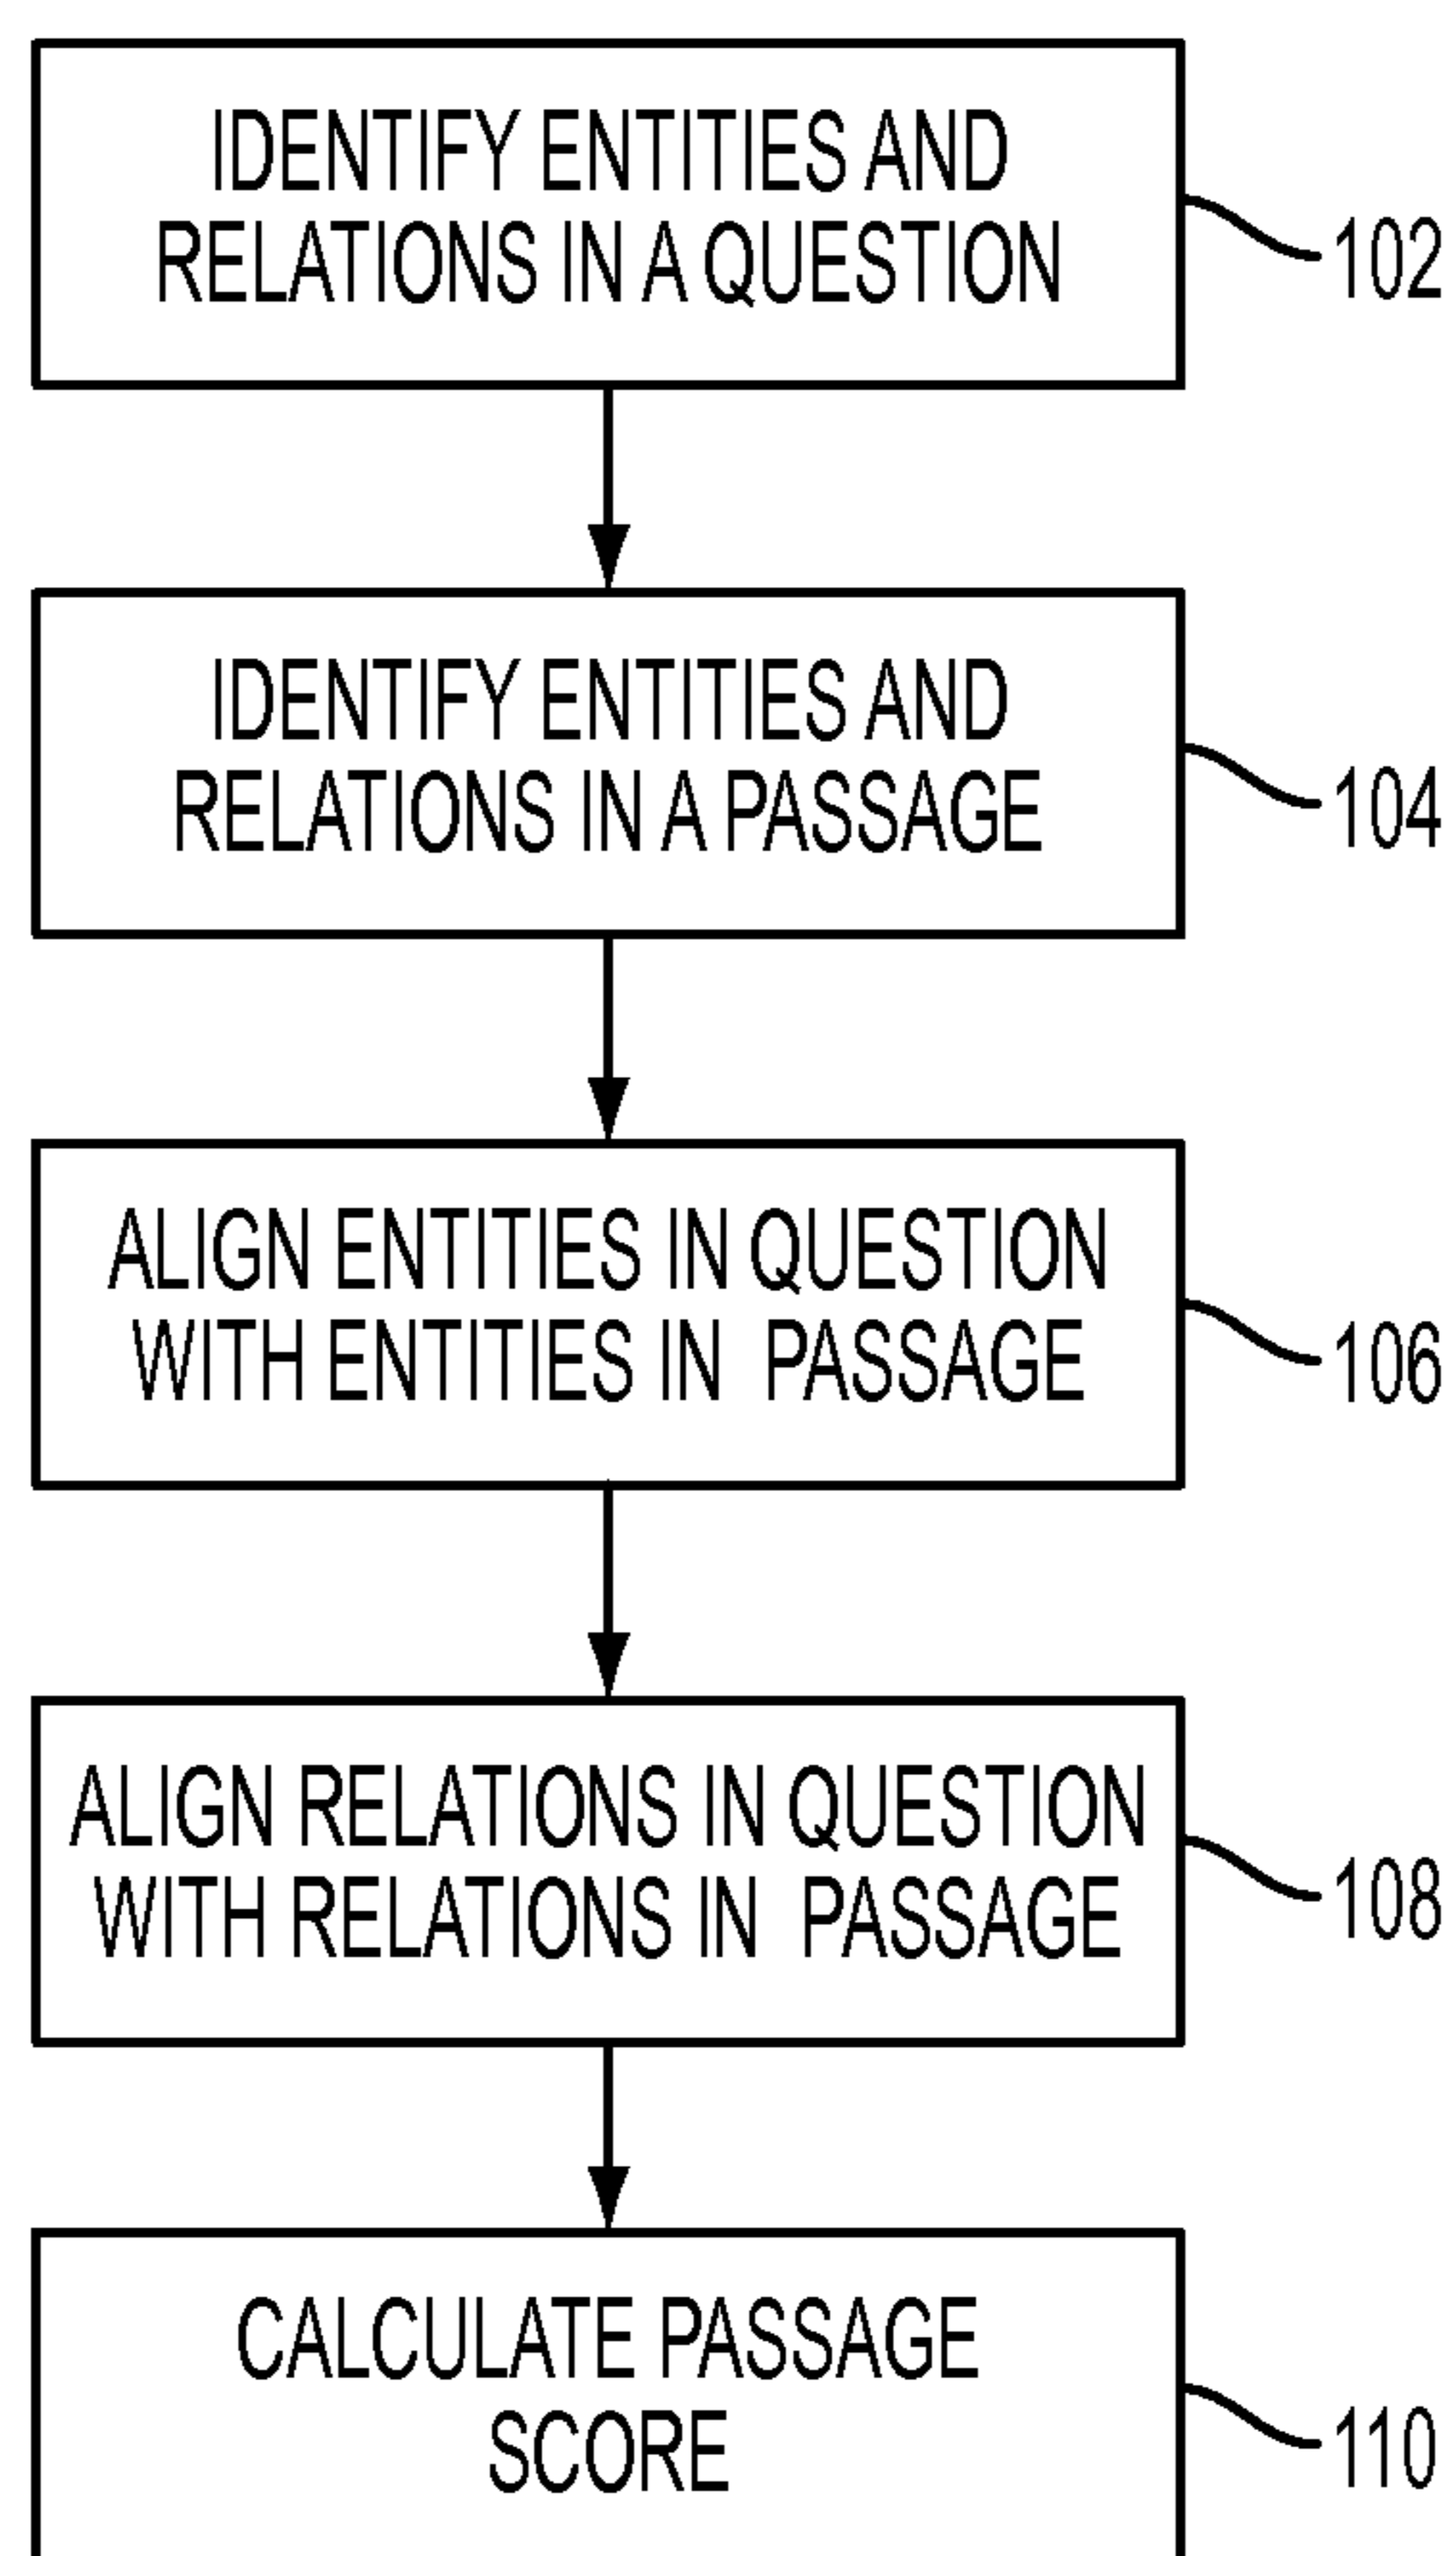 IDENTIFY ENTITIES AND
RELATIONS IN A QUESTION
102
IDENTIFY ENTITIES AND
RELATIONS IN A PASSAGE
104
ALIGN ENTITIES IN QUESTION
WITH ENTITIES IN PASSAGE
106
ALIGN RELATIONS IN QUESTION
WITH RELATIONS IN PASSAGE
108
CALCULATE PASSAGE
SCORE
110